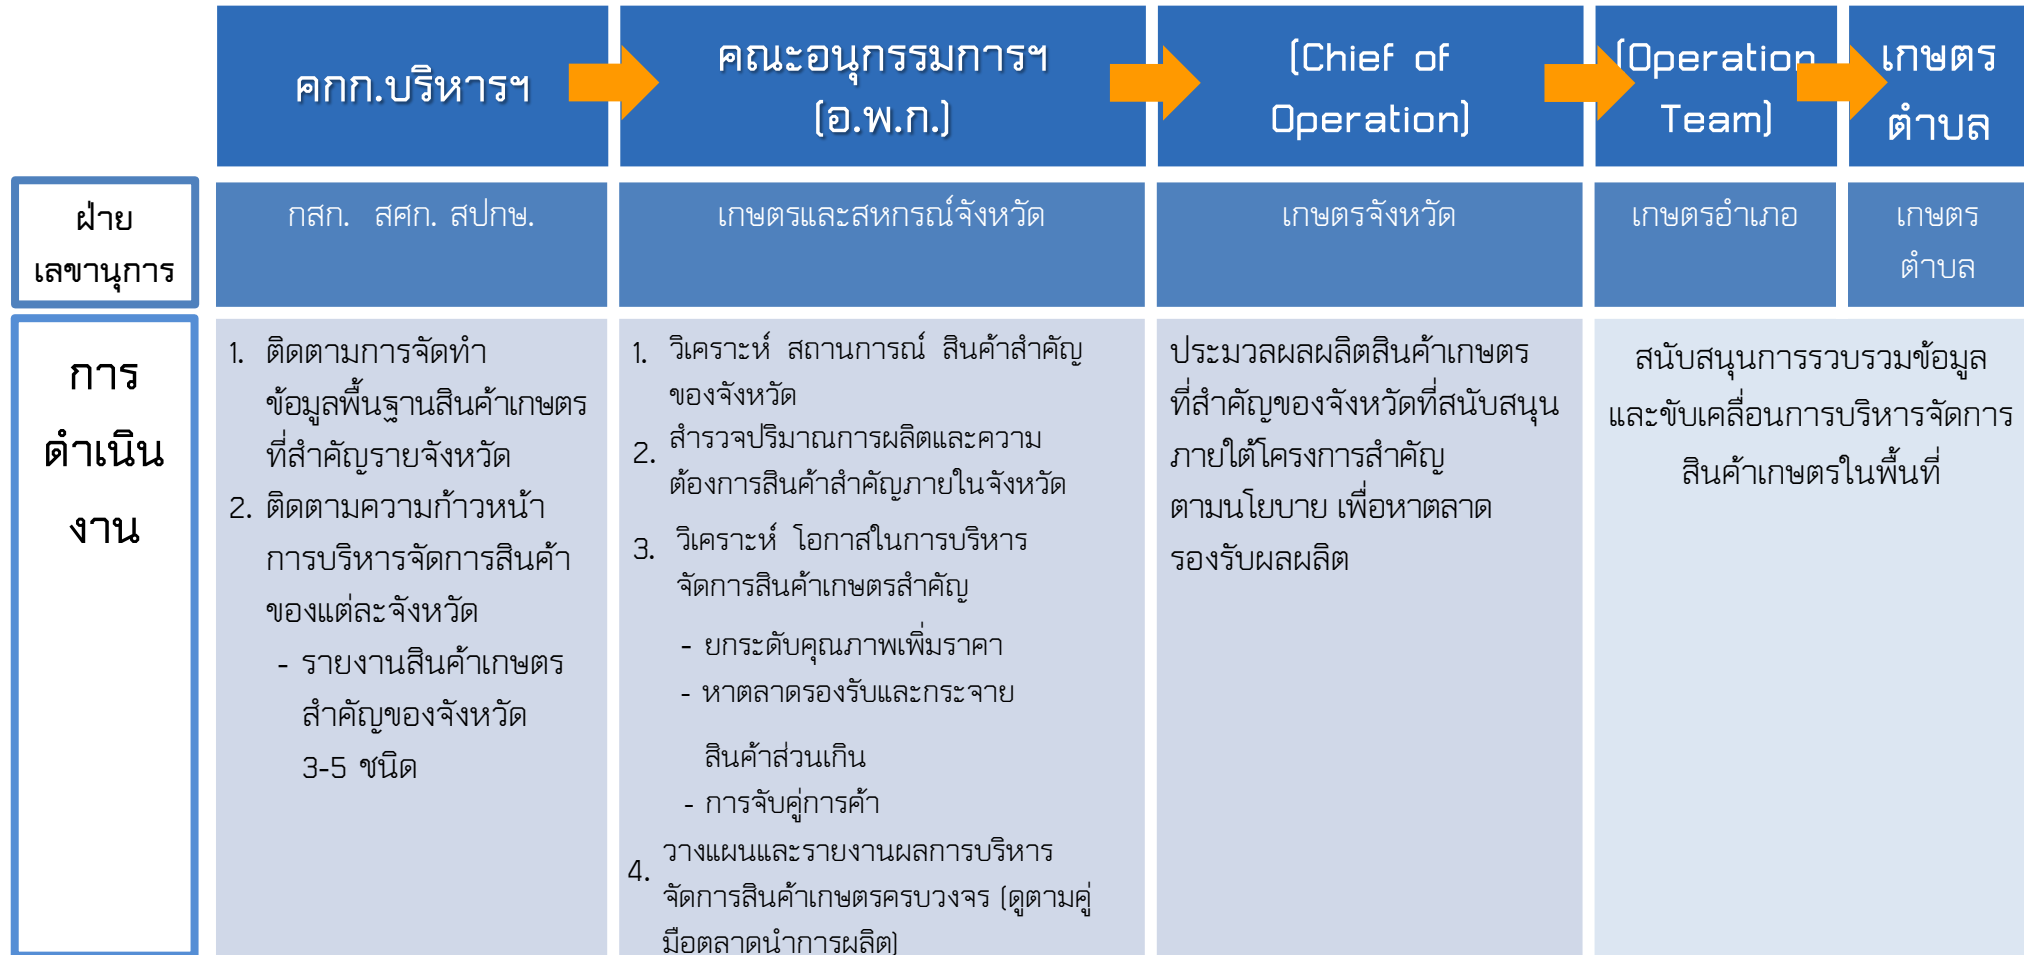 คกก.บริหารฯ
คณะอนุกรรมการฯ
(อ.พ.ก.)
(Chief of
Operation)
(Operation
Team)
เกษตร
ตำบล
ฝ่าย
เลขานุการ
กสก. สศก. สปกษ.
เกษตรและสหกรณ์จังหวัด
เกษตรจังหวัด
เกษตรอำเภอ
เกษตร
ตำบล
การ
ดำเนิน
งาน
1. ติดตามการจัดทำ
ข้อมูลพื้นฐานสินค้าเกษตร
ที่สำคัญรายจังหวัด
2. ติดตามความก้าวหน้า
การบริหารจัดการสินค้า
ของแต่ละจังหวัด
- รายงานสินค้าเกษตร
สำคัญของจังหวัด
3-5 ชนิด
1. วิเคราะห์ สถานการณ์ สินค้าสำคัญ
ของจังหวัด
2. สำรวจปริมาณการผลิตและความ
ต้องการสินค้าสำคัญภายในจังหวัด
3. วิเคราะห์ โอกาสในการบริหาร
จัดการสินค้าเกษตรสำคัญ
- ยกระดับคุณภาพเพิ่มราคา
- หาตลาดรองรับและกระจาย
สินค้าส่วนเกิน
- การจับคู่การค้า
4. วางแผนและรายงานผลการบริหาร
จัดการสินค้าเกษตรครบวงจร (ดูตามคู่
มือตลาดนำการผลิต)
ประมวลผลผลิตสินค้าเกษตร
ที่สำคัญของจังหวัดที่สนับสนุน
ภายใต้โครงการสำคัญ
ตามนโยบาย เพื่อหาตลาด
รองรับผลผลิต
สนับสนุนการรวบรวมข้อมูล
และขับเคลื่อนการบริหารจัดการ
สินค้าเกษตรในพื้นที่